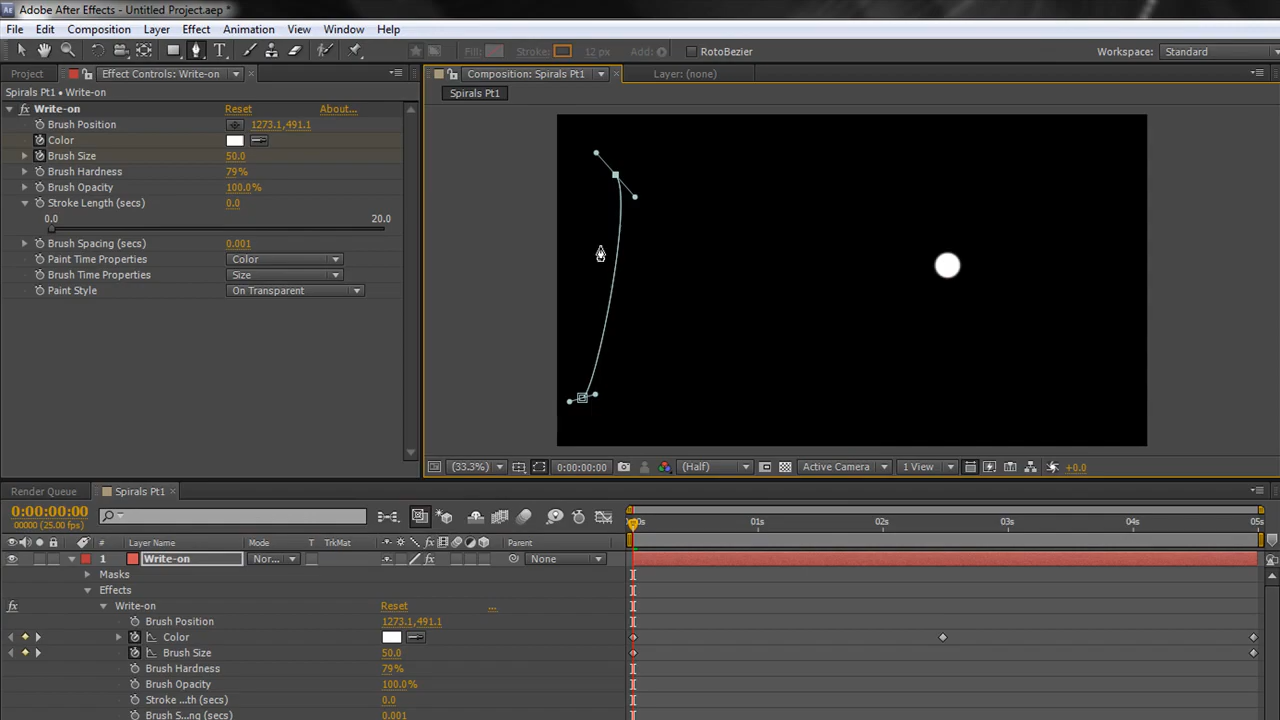 Adobe After Effects - Untitled Project.aep *
File Edit Composition Layer Effect Animation View Window Help
Fill: Stroke: 12 px Add: RotoBezier Workspace: Standard
Project Effect Controls: Write-on Composition: Spirals Pt1 Layer: (none)
Spirals Pt1 • Write-on Spirals Pt1
fx Write-on Reset About...
Brush Position 1273.1,491.1
Color
Brush Size 50.0
Brush Hardness 79%
Brush Opacity 100.0%
Stroke Length (secs) 0.0
0.0 20.0
Brush Spacing (secs) 0.001
Paint Time Properties Color
Brush Time Properties Size
Paint Style On Transparent
(33.3%) 0:00:00:00 (Half) Active Camera 1 View +0.0
Render Queue Spirals Pt1
0:00:00:00
00000 (25.00 fps)
:00s 01s 02s 03s 04s 05s
# Layer Name Mode T TrkMat Parent
1 Write-on Nor... None
Masks
Effects
fx Write-on Reset ...
Brush Position 1273.1,491.1
Color
Brush Size 50.0
Brush Hardness 79%
Brush Opacity 100.0%
Stroke ...th (secs) 0.0
Brush S...ng (secs) 0.001